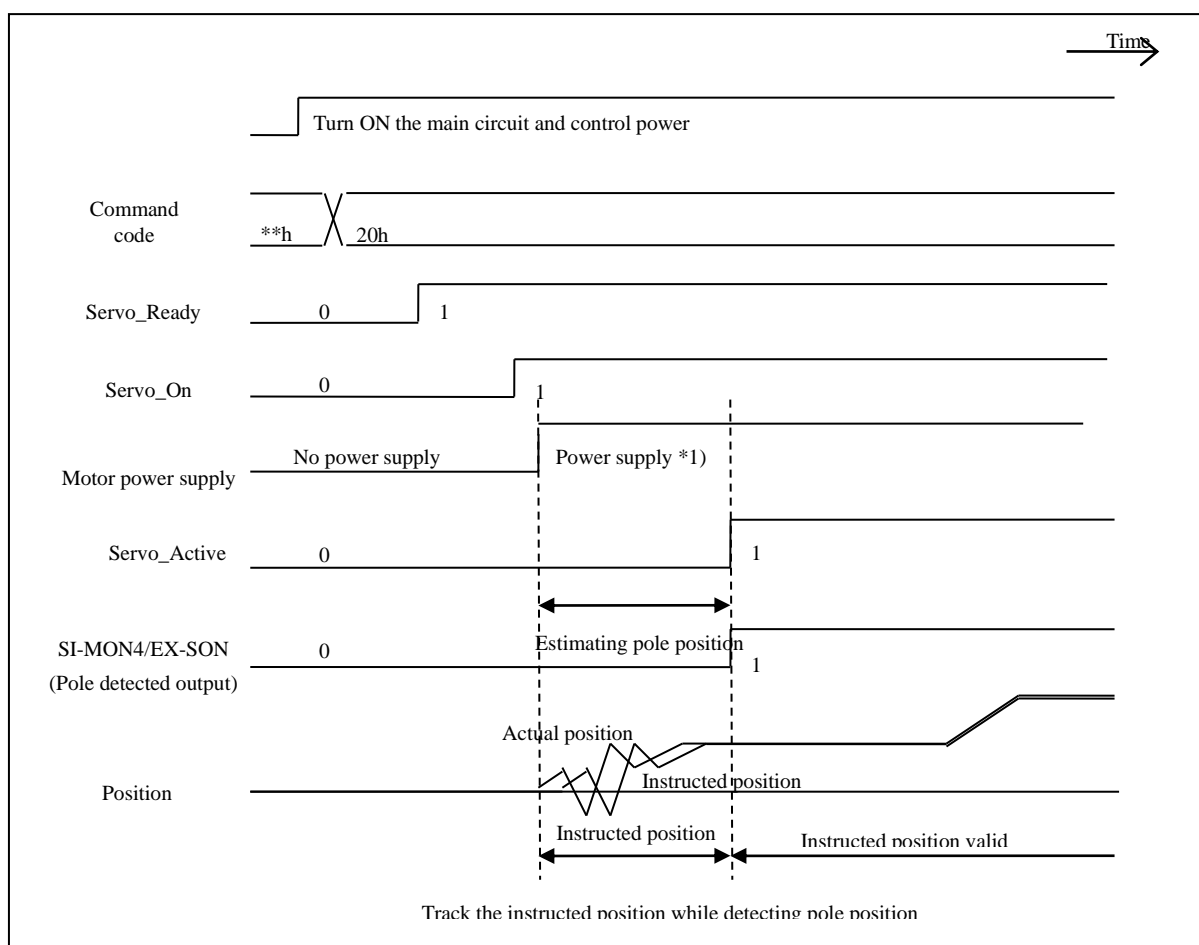 Time
Turn ON the main circuit and control power
Command
code
**h
20h
Servo_Ready
0
1
Servo_On
0
1
Motor power supply
No power supply
Power supply *1)
Servo_Active
0
1
SI-MON4/EX-SON
(Pole detected output)
0
Estimating pole position
1
Actual position
Instructed position
Position
Instructed position
Instructed position valid
Track the instructed position while detecting pole position